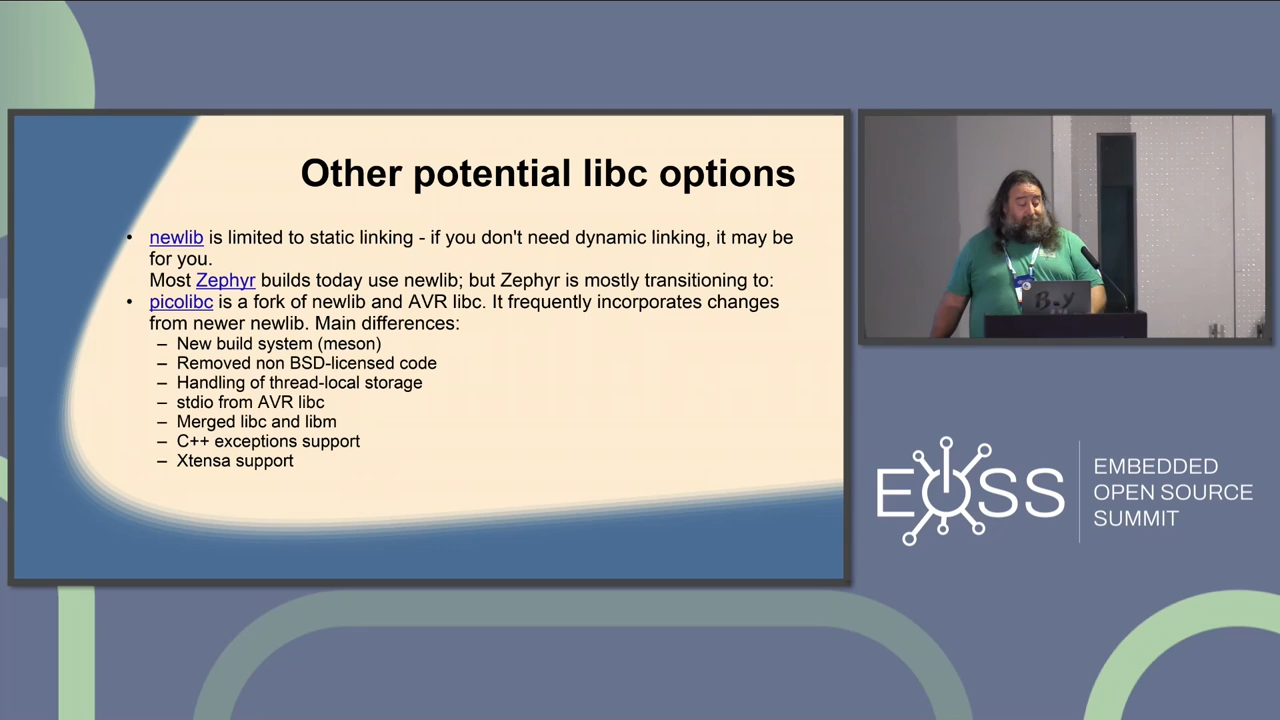 Other potential libc options
• newlib is limited to static linking - if you don't need dynamic linking, it may be
for you.
Most Zephyr builds today use newlib; but Zephyr is mostly transitioning to:
• picolibc is a fork of newlib and AVR libc. It frequently incorporates changes
from newer newlib. Main differences:
– New build system (meson)
– Removed non BSD-licensed code
– Handling of thread-local storage
– stdio from AVR libc
– Merged libc and libm
– C++ exceptions support
– Xtensa support
EOSS
EMBEDDED
OPEN SOURCE
SUMMIT